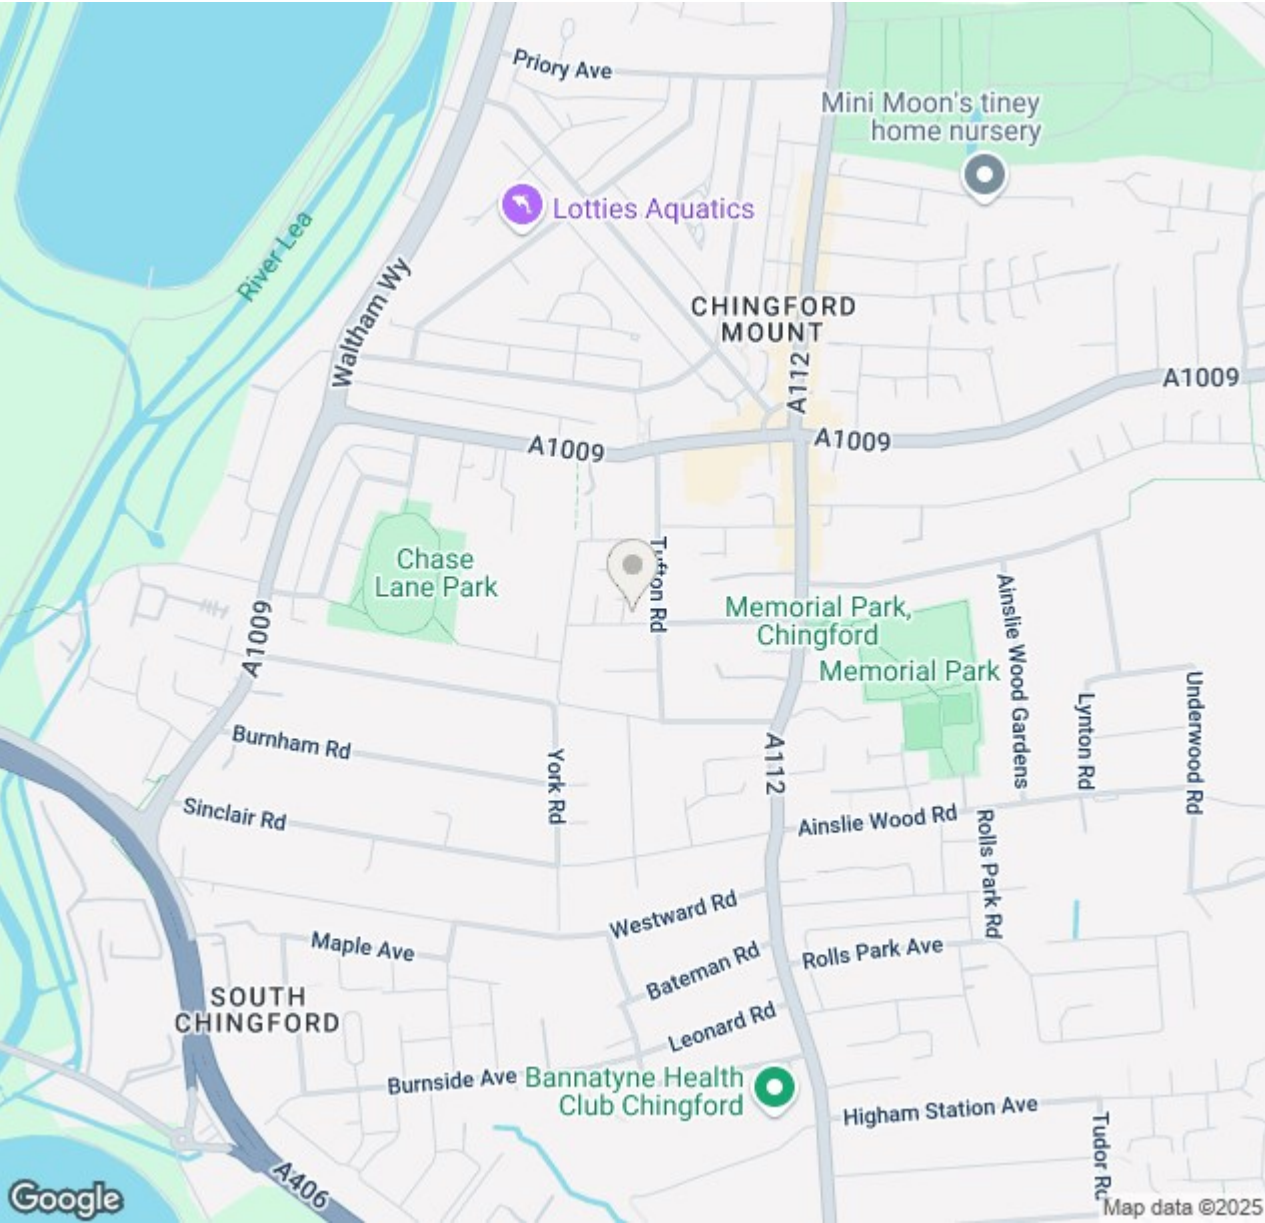 Priory Ave
Mini Moon's tiney
home nursery
Lotties Aquatics
River Lea
Waltham Wy
CHINGFORD
MOUNT
A112
A1009
A1009
A1009
Chase
Lane Park
Tufton Rd
Memorial Park,
Chingford
Memorial Park
Ainslie Wood Gardens
A1009
Lynton Rd
Underwood Rd
Burnham Rd
York Rd
A112
Sinclair Rd
Ainslie Wood Rd
Rolls Park Rd
Westward Rd
Maple Ave
Bateman Rd
Rolls Park Ave
SOUTH
CHINGFORD
Leonard Rd
Burnside Ave
Bannatyne Health
Club Chingford
Higham Station Ave
Tudor Rd
A406
Google
Map data ©2025